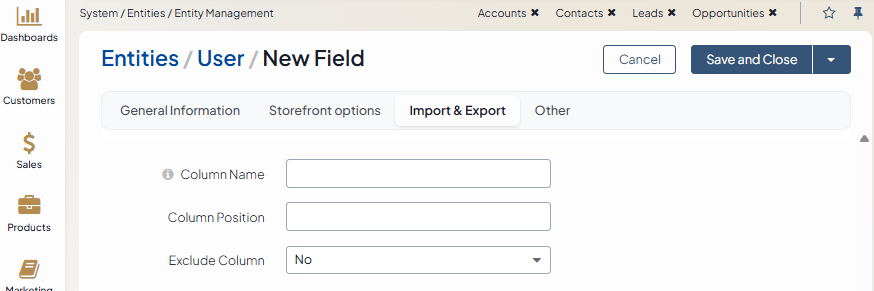 System / Entities / Entity Management
Accounts ✖ Contacts ✖ Leads ✖ Opportunities ✖
Dashboards
Customers
Sales
Products
Marketing
Entities / User / New Field
Cancel
Save and Close
General Information
Storefront options
Import & Export
Other
Column Name
Column Position
Exclude Column
No